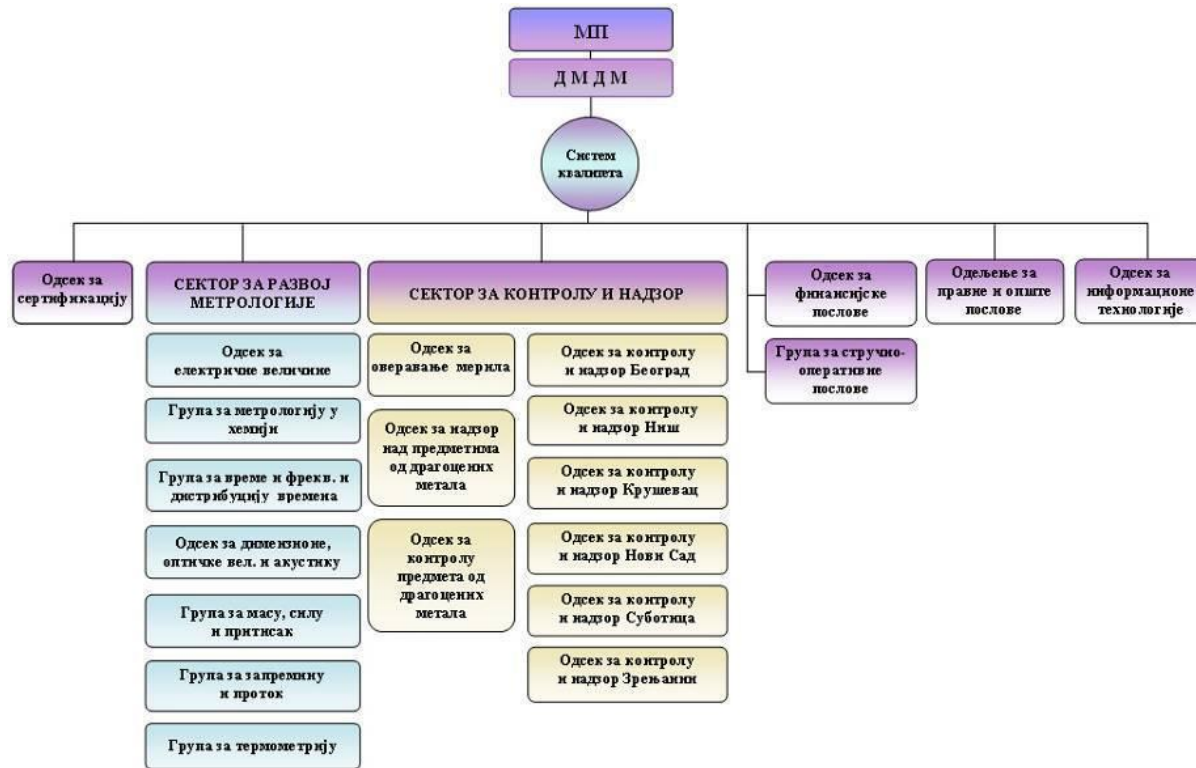 МП
Д М Д М
Систем
квалитета
Одсек за
сертификацију
СЕКТОР ЗА РАЗВОЈ
МЕТРОЛОГИЈЕ
Одсек за
електричне величине
Група за метрологију у
хемији
Група за време и фрекв. и
дистрибуцију времена
Одсек за димензионе,
оптичке вел. и акустику
Група за масу, силу
и притисак
Група за запремину
и проток
Група за термометрију
СЕКТОР ЗА КОНТРОЛУ И НАДЗОР
Одсек за
оверавање мерила
Одсек за надзор
над предметима
од драгоцених
метала
Одсек за
контролу
предмета од
драгоцених
метала
Одсек за контролу
и надзор Београд
Одсек за контролу
и надзор Ниш
Одсек за контролу
и надзор Крушевац
Одсек за контролу
и надзор Нови Сад
Одсек за контролу
и надзор Суботица
Одсек за контролу
и надзор Зрењанин
Одсек за
финансијске
послове
Група за стручно-
оперативне
послове
Одељење за
правне и опште
послове
Одсек за
информационе
технологије